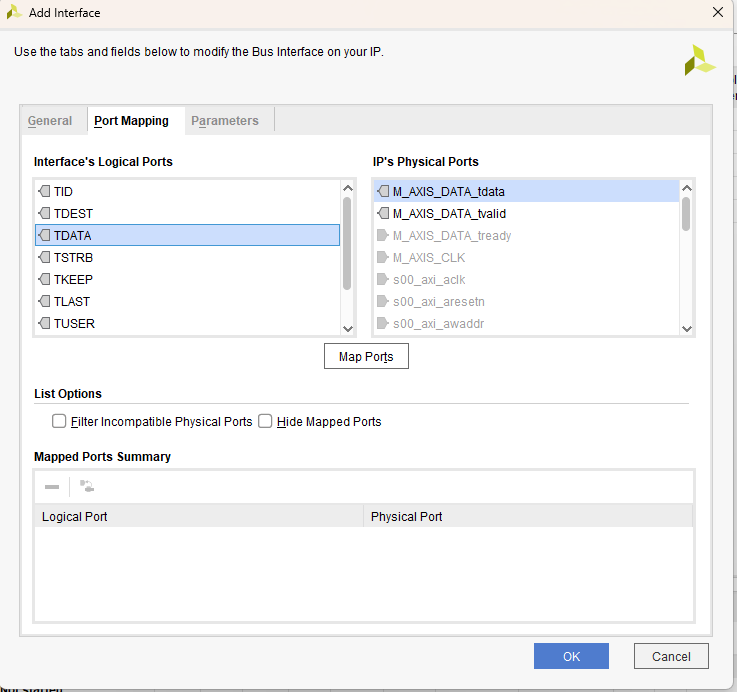 Add Interface
Use the tabs and fields below to modify the Bus Interface on your IP.
General Port Mapping Parameters
Interface's Logical Ports
TID
TDEST
TDATA
TSTRB
TKEEP
TLAST
TUSER
IP's Physical Ports
M_AXIS_DATA_tdata
M_AXIS_DATA_tvalid
M_AXIS_DATA_tready
M_AXIS_CLK
s00_axi_aclk
s00_axi_aresetn
s00_axi_awaddr
Map Ports
List Options
Filter Incompatible Physical Ports Hide Mapped Ports
Mapped Ports Summary
Logical Port Physical Port
OK Cancel